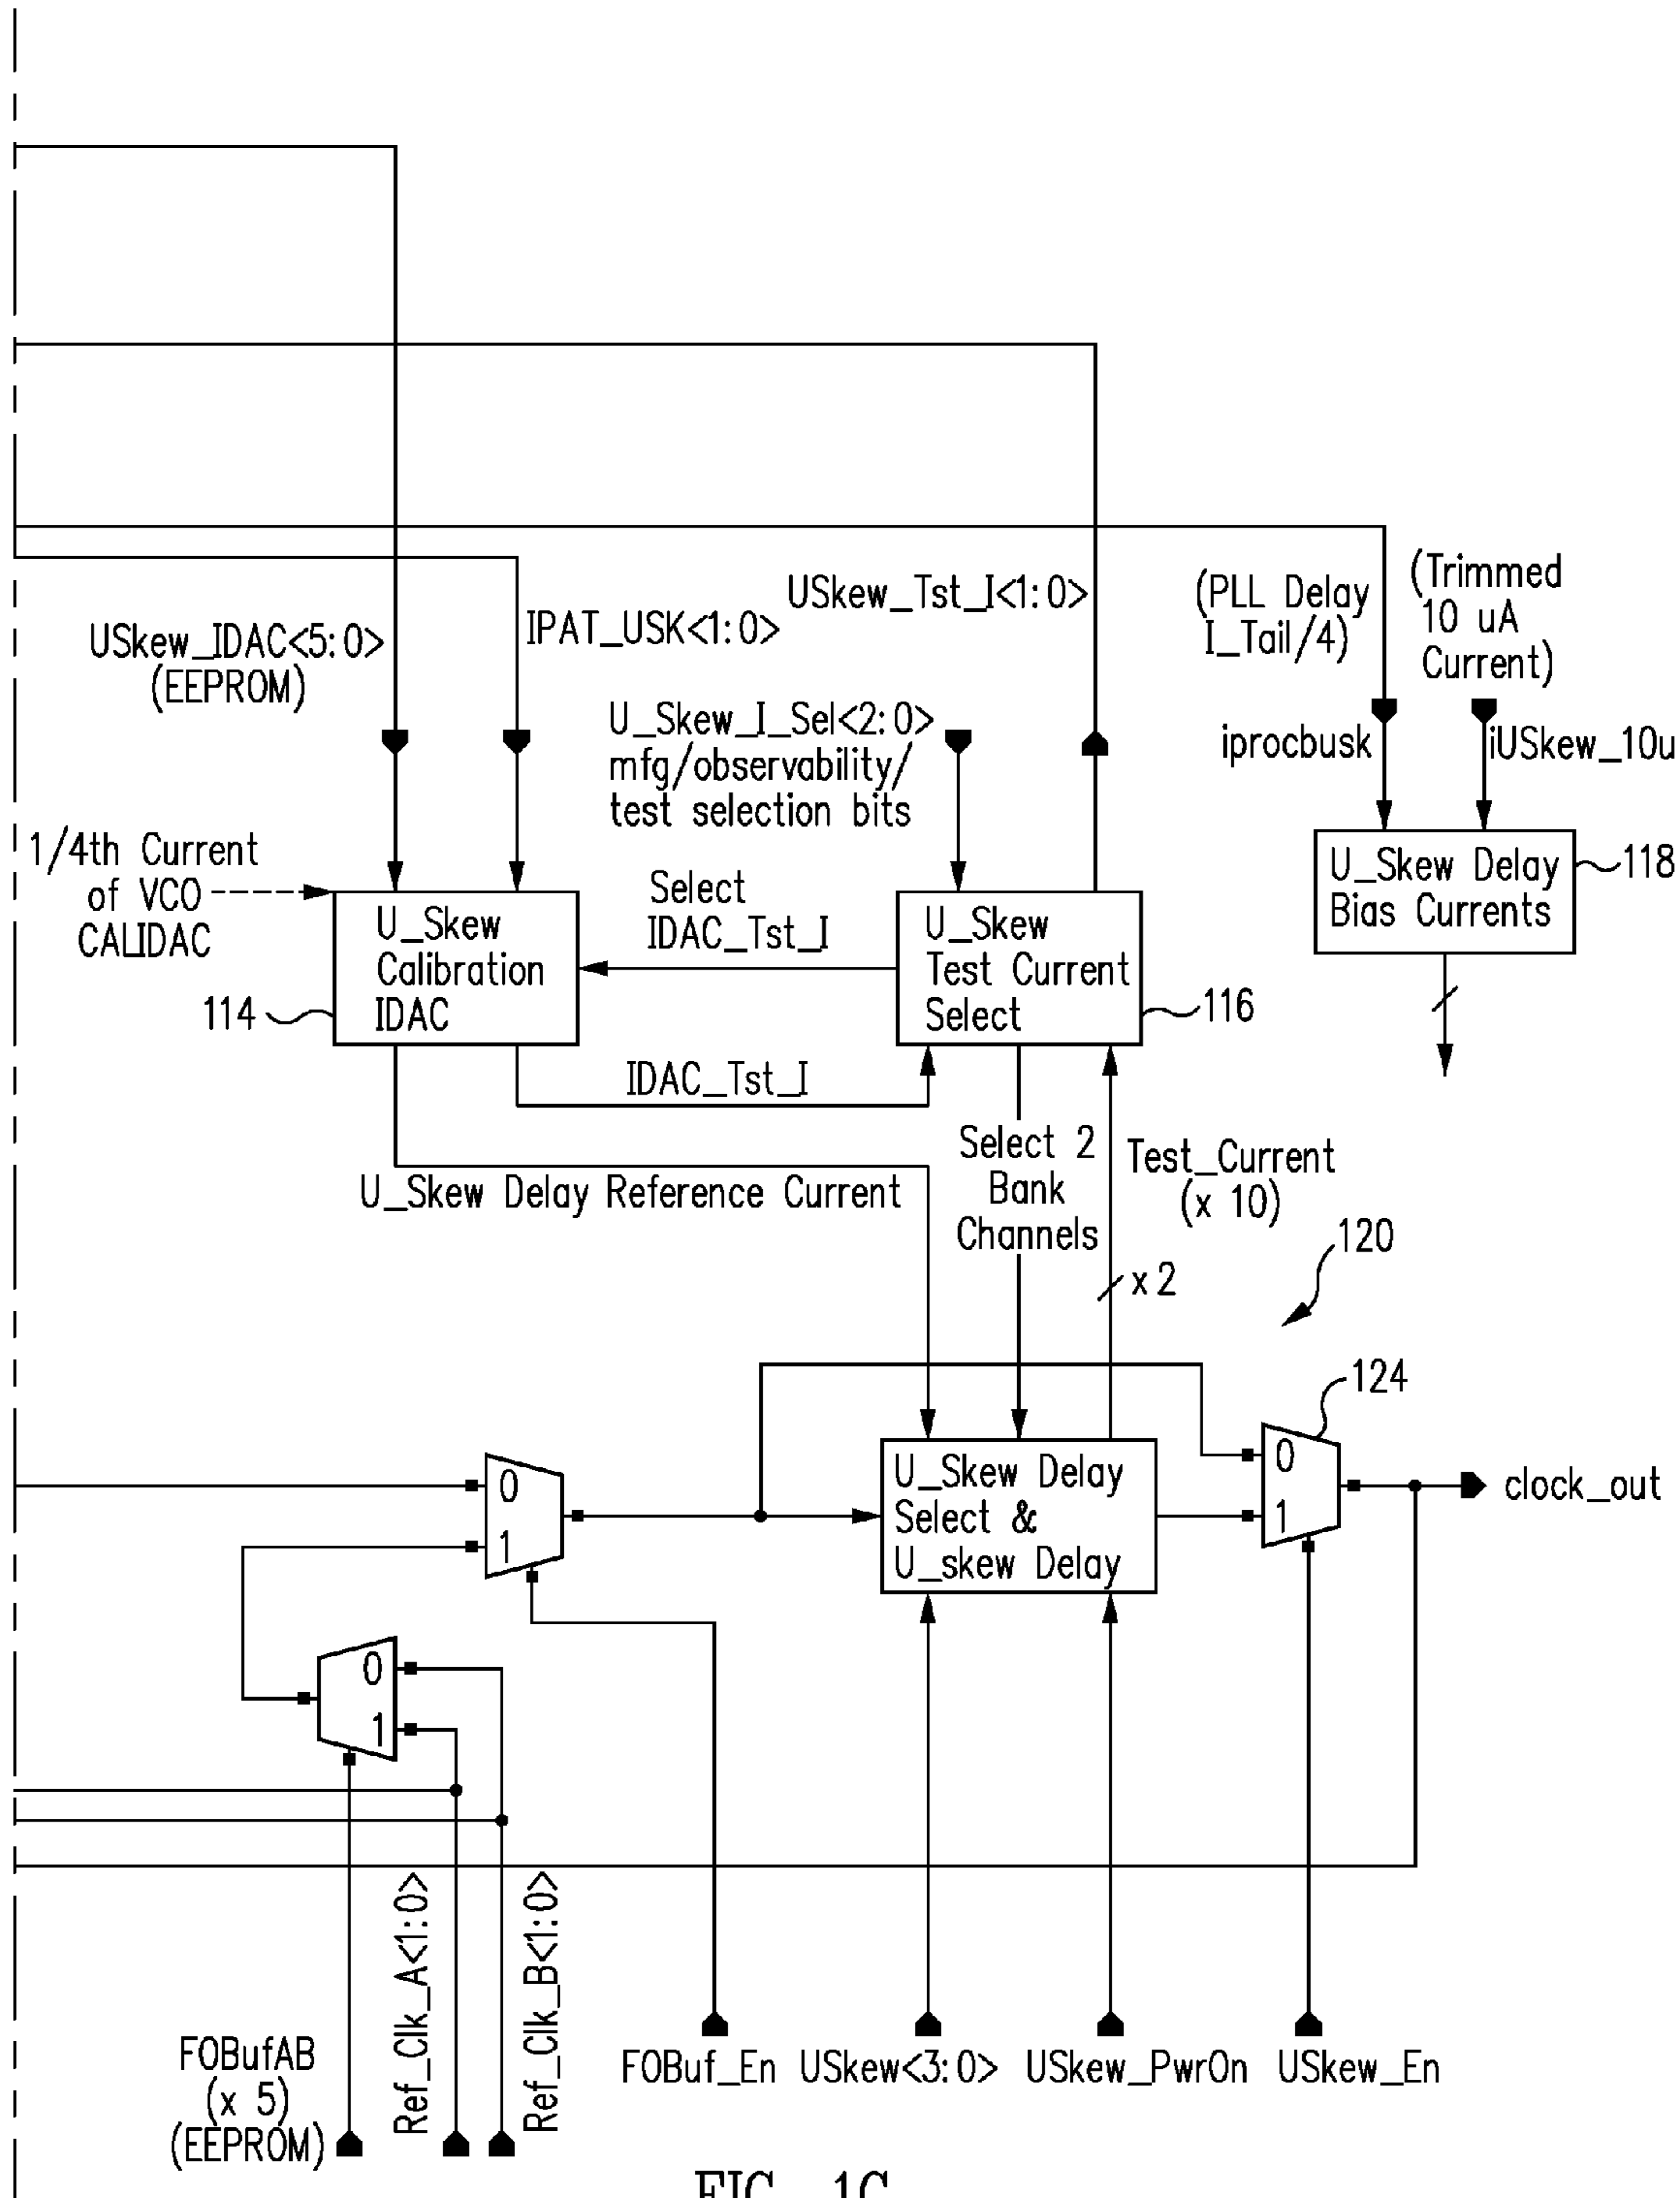 (PLL Delay
I_Tail/4)
(Trimmed
10 uA
Current)
USkew_IDAC<5:0>
(EEPROM)
IPAT_USK<1:0>
USkew_Tst_I<1:0>
U_Skew_I_Sel<2:0>
mfg/observability/
test selection bits
iprocbusk
iUSkew_10u
1/4th Current
of VCO
CALIDAC
U_Skew
Calibration
IDAC
114
Select
IDAC_Tst_I
U_Skew
Test Current
Select
116
U_Skew Delay
Bias Currents
118
IDAC_Tst_I
U_Skew Delay Reference Current
Select 2
Bank
Channels
Test_Current
(x 10)
x2
120
124
0
1
U_Skew Delay
Select &
U_skew Delay
0
1
clock_out
0
1
FOBufAB
(x 5)
(EEPROM)
Ref_Clk_A<1:0>
Ref_Clk_B<1:0>
FOBuf_En
USkew<3:0>
USkew_PwrOn
USkew_En
FIG. 1C